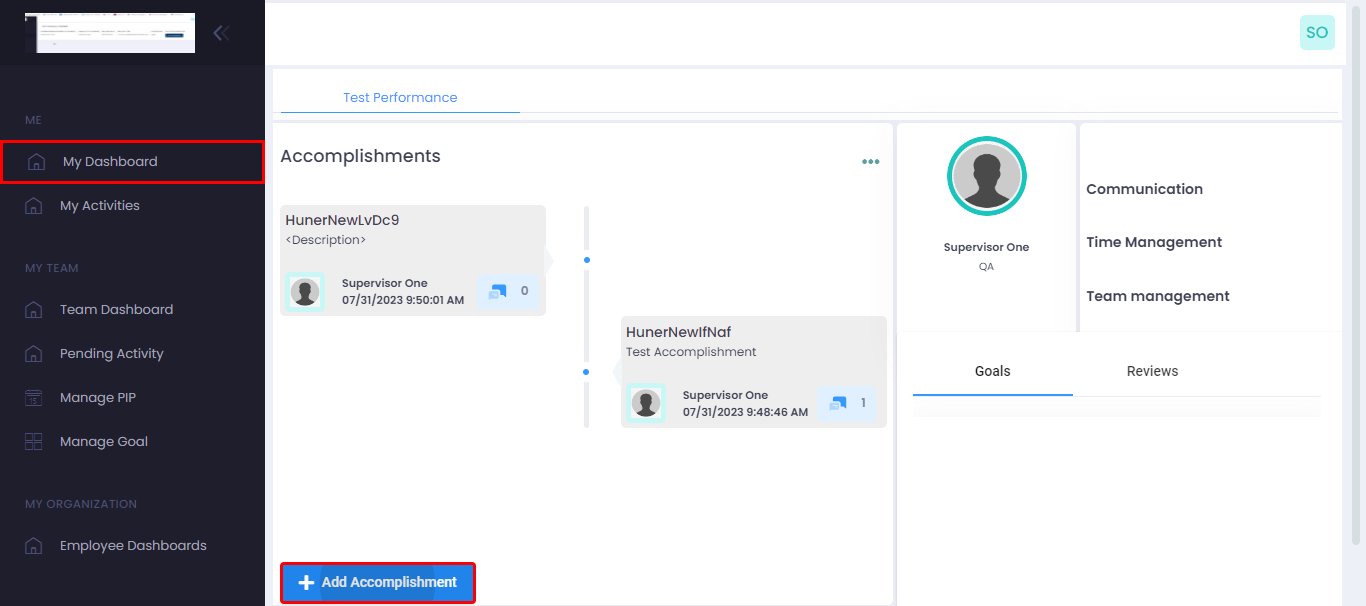 ME
My Dashboard
My Activities
MY TEAM
Team Dashboard
Pending Activity
Manage PIP
Manage Goal
MY ORGANIZATION
Employee Dashboards
SO
Test Performance
Accomplishments
HunerNewLvDc9
<Description>
Supervisor One
07/31/2023 9:50:01 AM
0
HunerNewIfNaf
Test Accomplishment
Supervisor One
07/31/2023 9:48:46 AM
1
Add Accomplishment
Supervisor One
QA
Communication
Time Management
Team management
Goals
Reviews